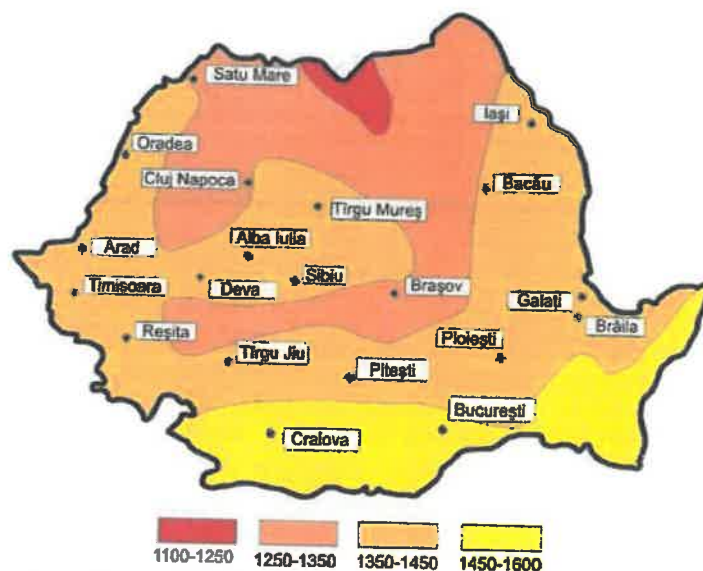 Satu Mare
Iași
Oradea
Cluj Napoca
Bacău
Tîrgu Mureș
Arad
Alba Iulia
Timisoara
Deva
Sibiu
Brașov
Galați
Brăila
Reșita
Tîrgu Jiu
Ploiești
Pitești
București
Craiova
1100-1250 1250-1350 1350-1450 1450-1600